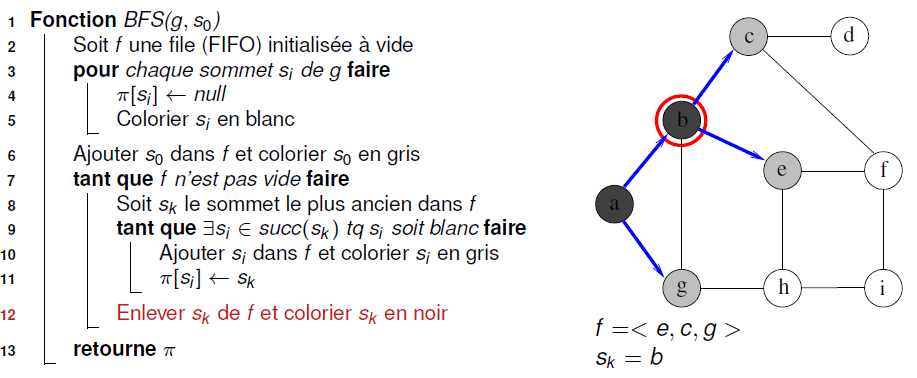 1 Fonction BFS(g, s₀)
2 Soit f une file (FIFO) initialisée à vide
3 pour chaque sommet sᵢ de g faire
4 π[sᵢ] ← null
5 Colorier sᵢ en blanc
6 Ajouter s₀ dans f et colorier s₀ en gris
7 tant que f n'est pas vide faire
8 Soit sₖ le sommet le plus ancien dans f
9 tant que ∃sᵢ ∈ succ(sₖ) tq sᵢ soit blanc faire
10 Ajouter sᵢ dans f et colorier sᵢ en gris
11 π[sᵢ] ← sₖ
12 Enlever sₖ de f et colorier sₖ en noir
13 retourne π
c d
b
e f
a
g h i
f =< e, c, g >
sₖ = b